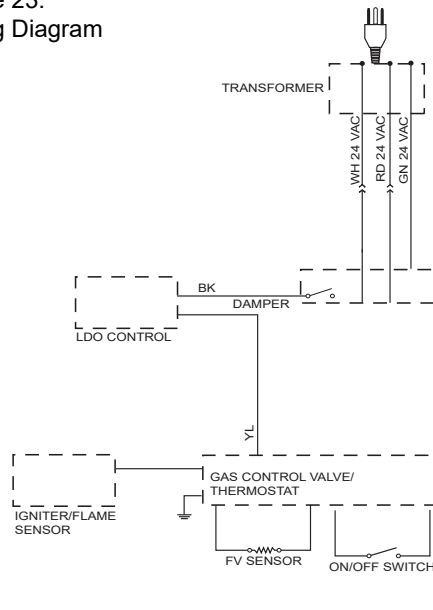 23.
Diagram
TRANSFORMER
WH 24 VAC
RD 24 VAC
GN 24 VAC
BK
DAMPER
LDO CONTROL
YL
GAS CONTROL VALVE/
THERMOSTAT
IGNITER/FLAME
SENSOR
FV SENSOR
ON/OFF SWITCH